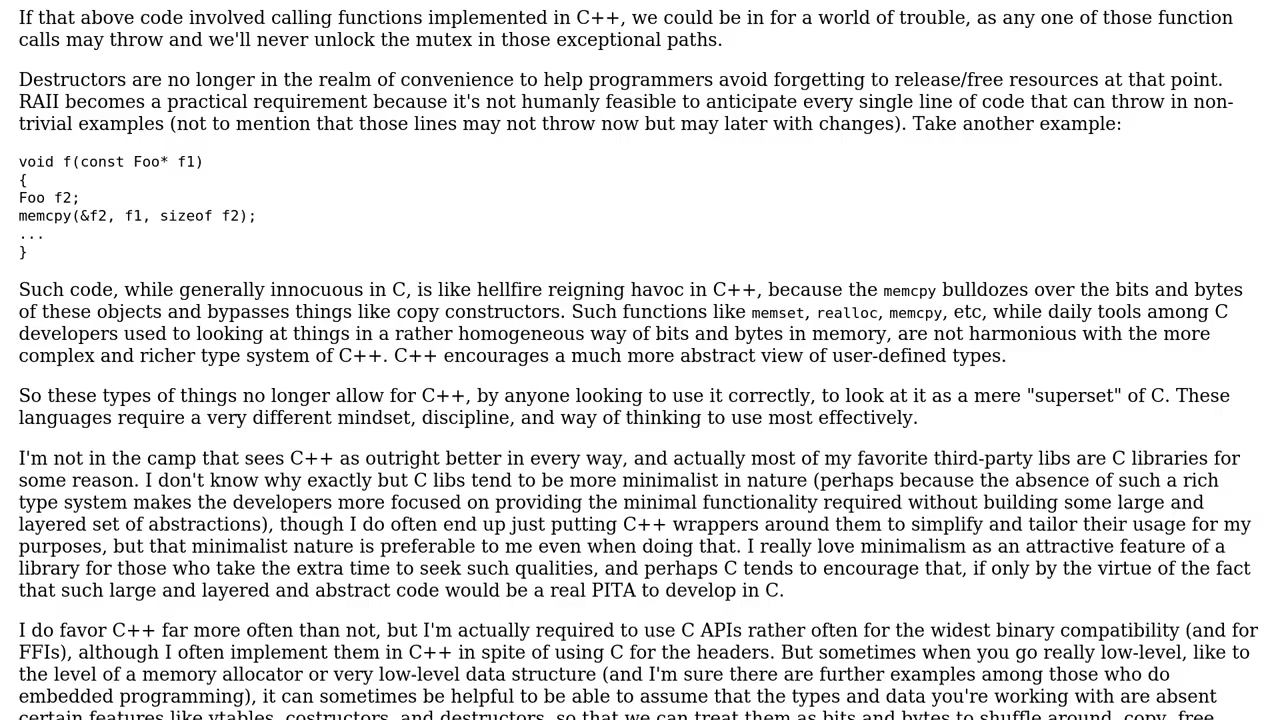 If that above code involved calling functions implemented in C++, we could be in for a world of trouble, as any one of those function
calls may throw and we'll never unlock the mutex in those exceptional paths.
Destructors are no longer in the realm of convenience to help programmers avoid forgetting to release/free resources at that point.
RAII becomes a practical requirement because it's not humanly feasible to anticipate every single line of code that can throw in non-
trivial examples (not to mention that those lines may not throw now but may later with changes). Take another example:
void f(const Foo* f1)
{
Foo f2;
memcpy(&f2, f1, sizeof f2);
...
}
Such code, while generally innocuous in C, is like hellfire reigning havoc in C++, because the memcpy bulldozes over the bits and bytes
of these objects and bypasses things like copy constructors. Such functions like memset, realloc, memcpy, etc, while daily tools among C
developers used to looking at things in a rather homogeneous way of bits and bytes in memory, are not harmonious with the more
complex and richer type system of C++. C++ encourages a much more abstract view of user-defined types.
So these types of things no longer allow for C++, by anyone looking to use it correctly, to look at it as a mere "superset" of C. These
languages require a very different mindset, discipline, and way of thinking to use most effectively.
I'm not in the camp that sees C++ as outright better in every way, and actually most of my favorite third-party libs are C libraries for
some reason. I don't know why exactly but C libs tend to be more minimalist in nature (perhaps because the absence of such a rich
type system makes the developers more focused on providing the minimal functionality required without building some large and
layered set of abstractions), though I do often end up just putting C++ wrappers around them to simplify and tailor their usage for my
purposes, but that minimalist nature is preferable to me even when doing that. I really love minimalism as an attractive feature of a
library for those who take the extra time to seek such qualities, and perhaps C tends to encourage that, if only by the virtue of the fact
that such large and layered and abstract code would be a real PITA to develop in C.
I do favor C++ far more often than not, but I'm actually required to use C APIs rather often for the widest binary compatibility (and for
FFIs), although I often implement them in C++ in spite of using C for the headers. But sometimes when you go really low-level, like to
the level of a memory allocator or very low-level data structure (and I'm sure there are further examples among those who do
embedded programming), it can sometimes be helpful to be able to assume that the types and data you're working with are absent
certain features like vtables, costructors, and destructors, so that we can treat them as bits and bytes to shuffle around, copy, free,